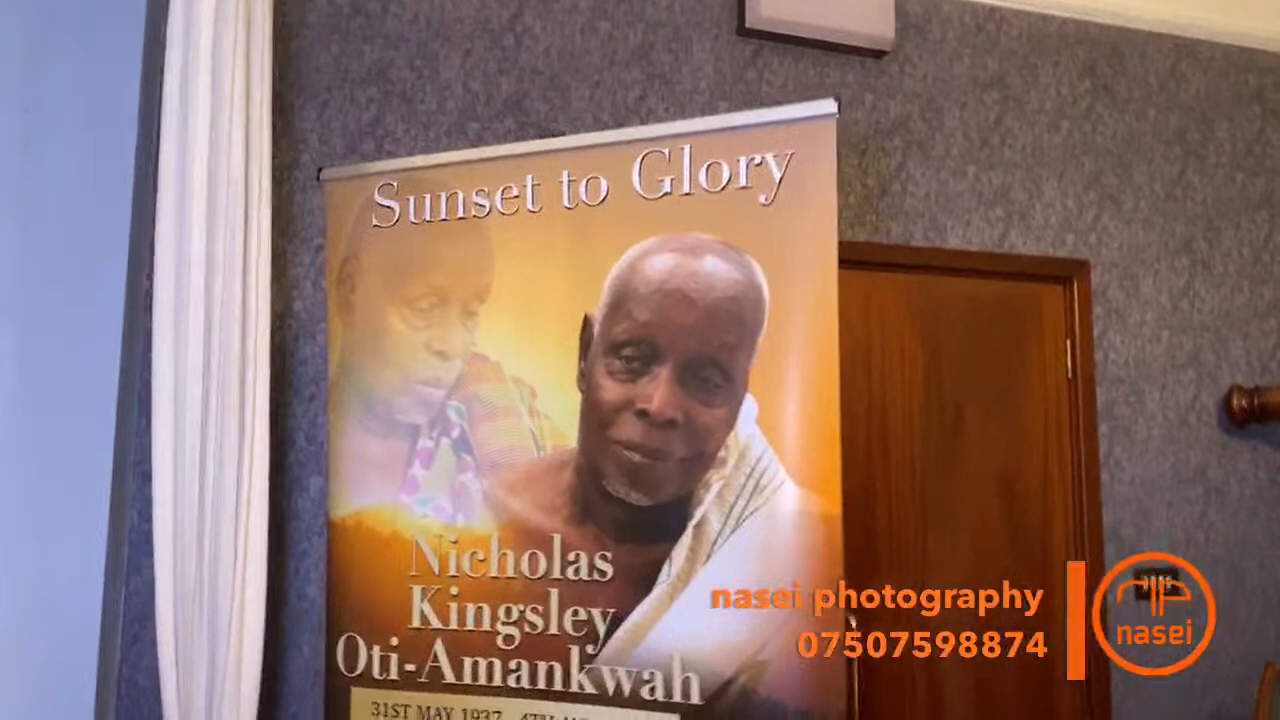 Sunset to Glory
Nicholas
Kingsley
Oti-Amankwah
31ST MAY 1937
nasei photography
07507598874
nasei